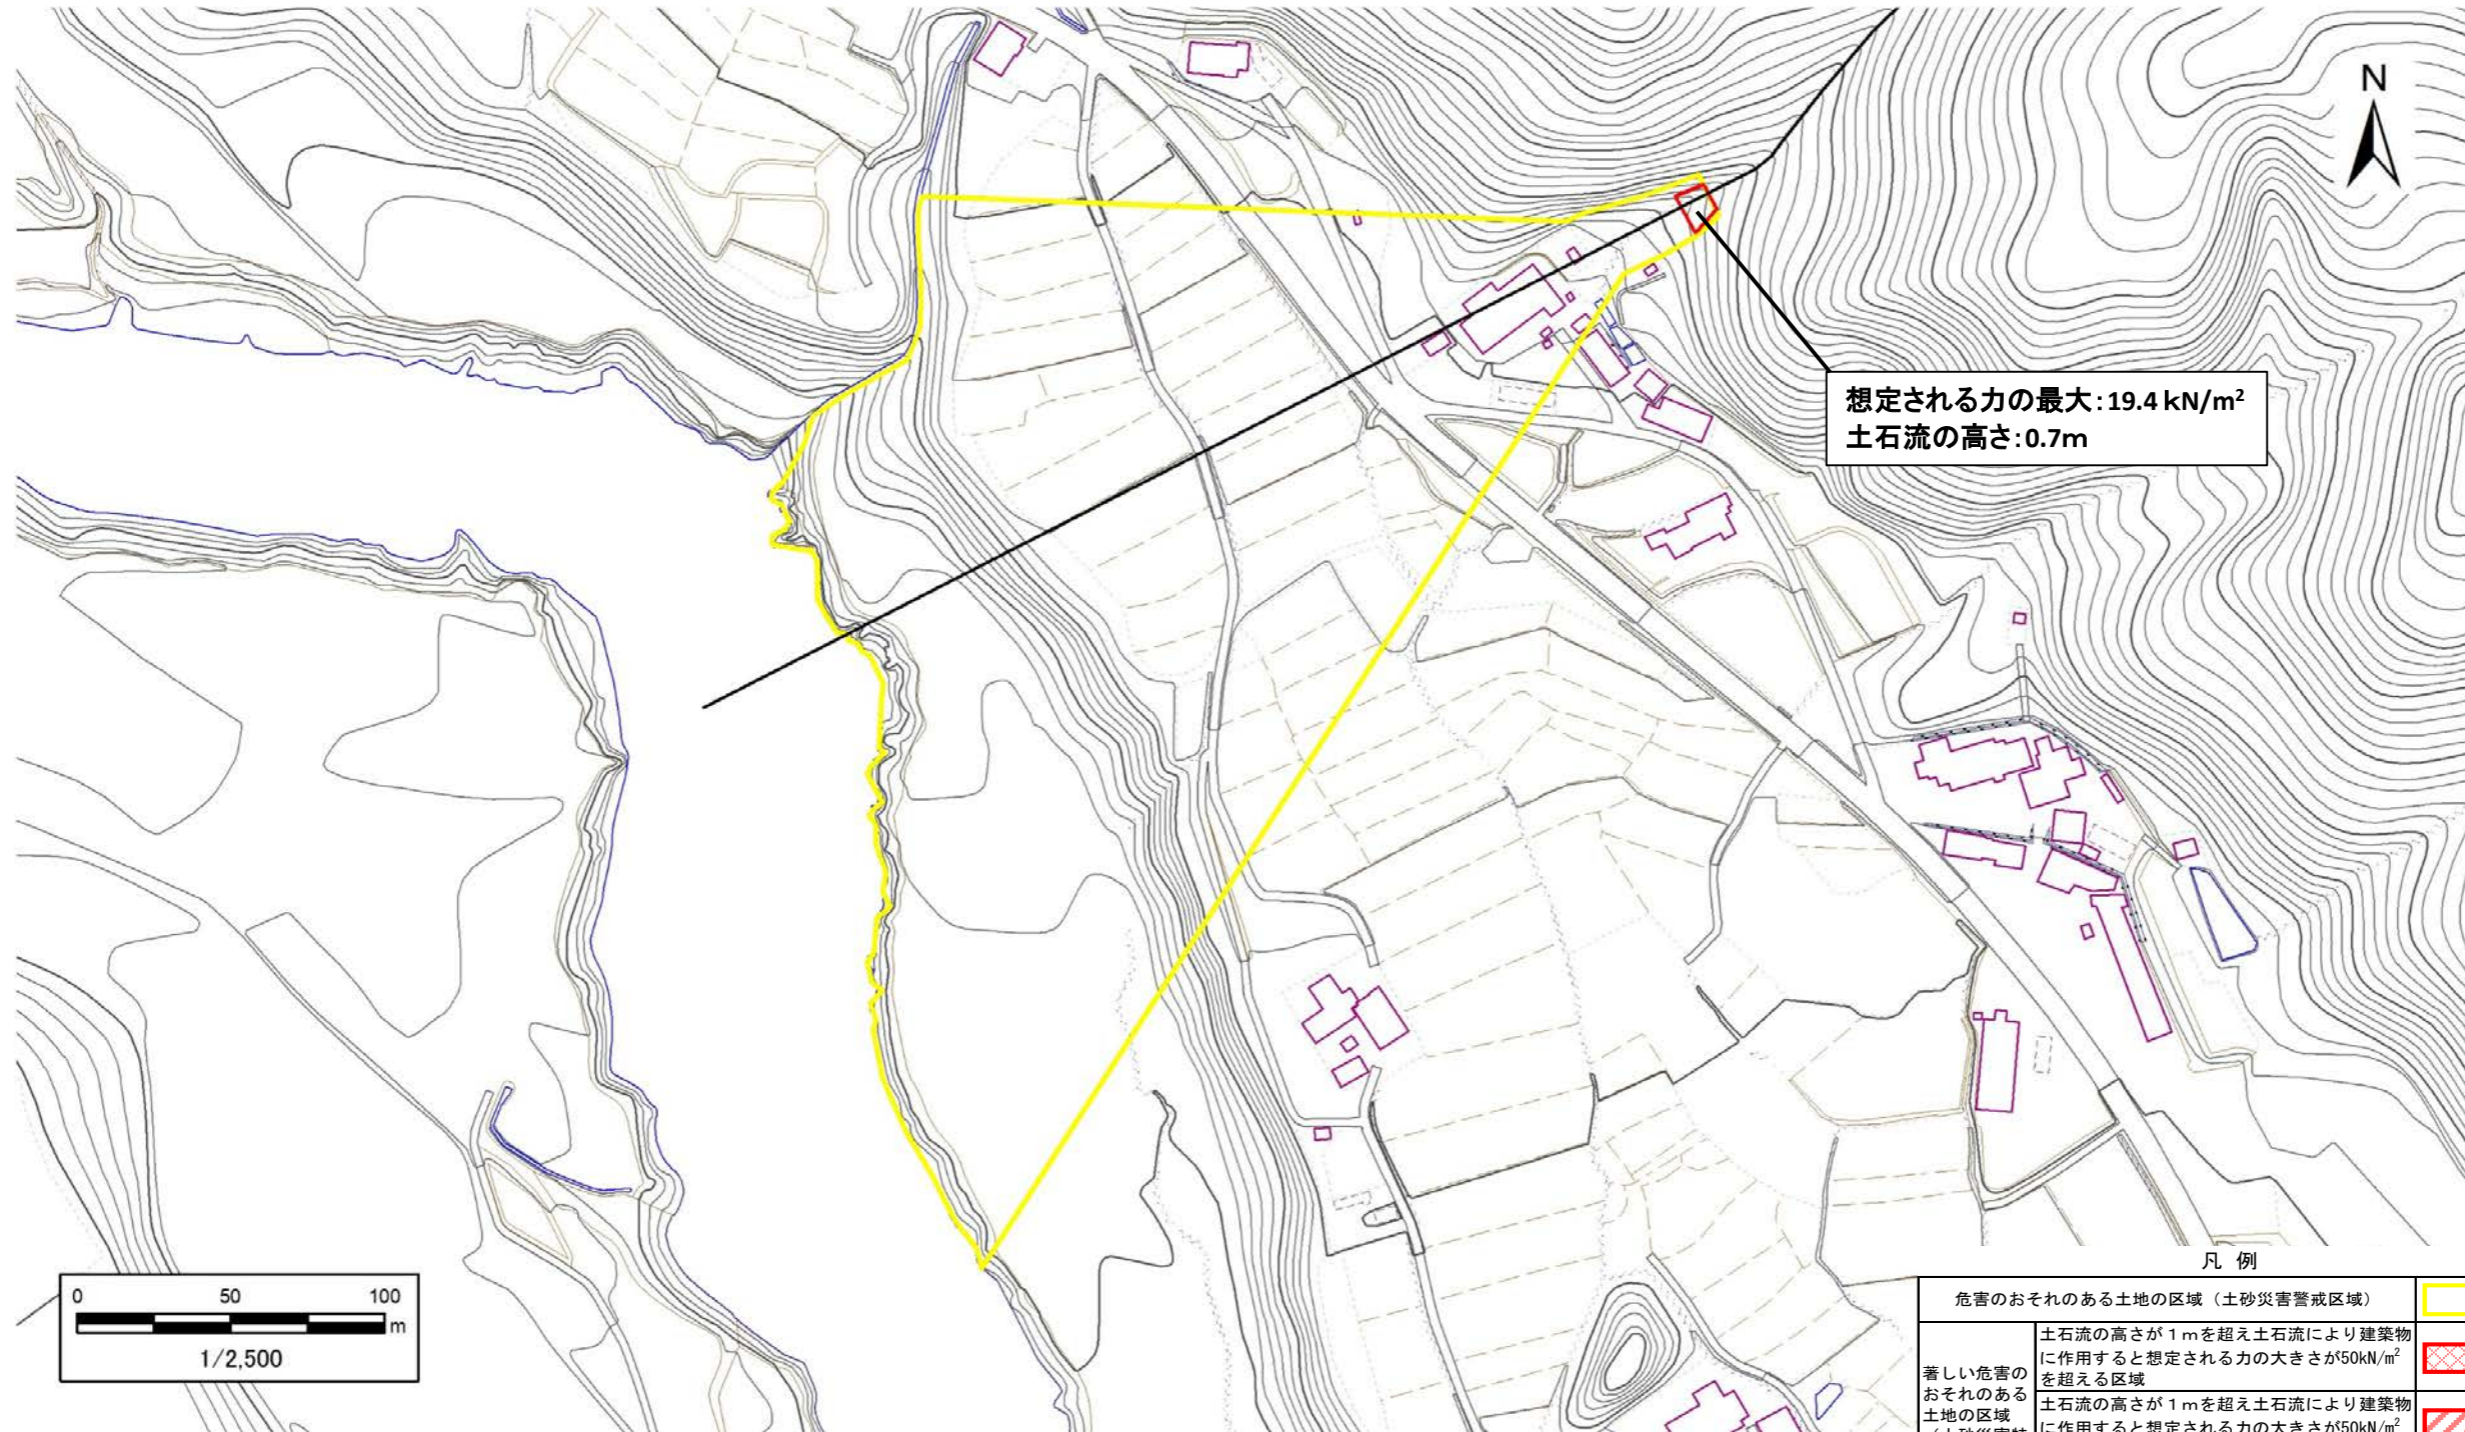 N
想定される力の最大:19.4 kN/m²
土石流の高さ:0.7m
0 50 100
m
1/2,500
凡 例
危害のおそれのある土地の区域（土砂災害警戒区域）
著しい危害の
おそれのある
土地の区域
土石流の高さが1mを超え土石流により建築物
に作用すると想定される力の大きさが50kN/m²
を超える区域
土石流の高さが1mを超え土石流により建築物
に作用すると想定される力の大きさが50kN/m²